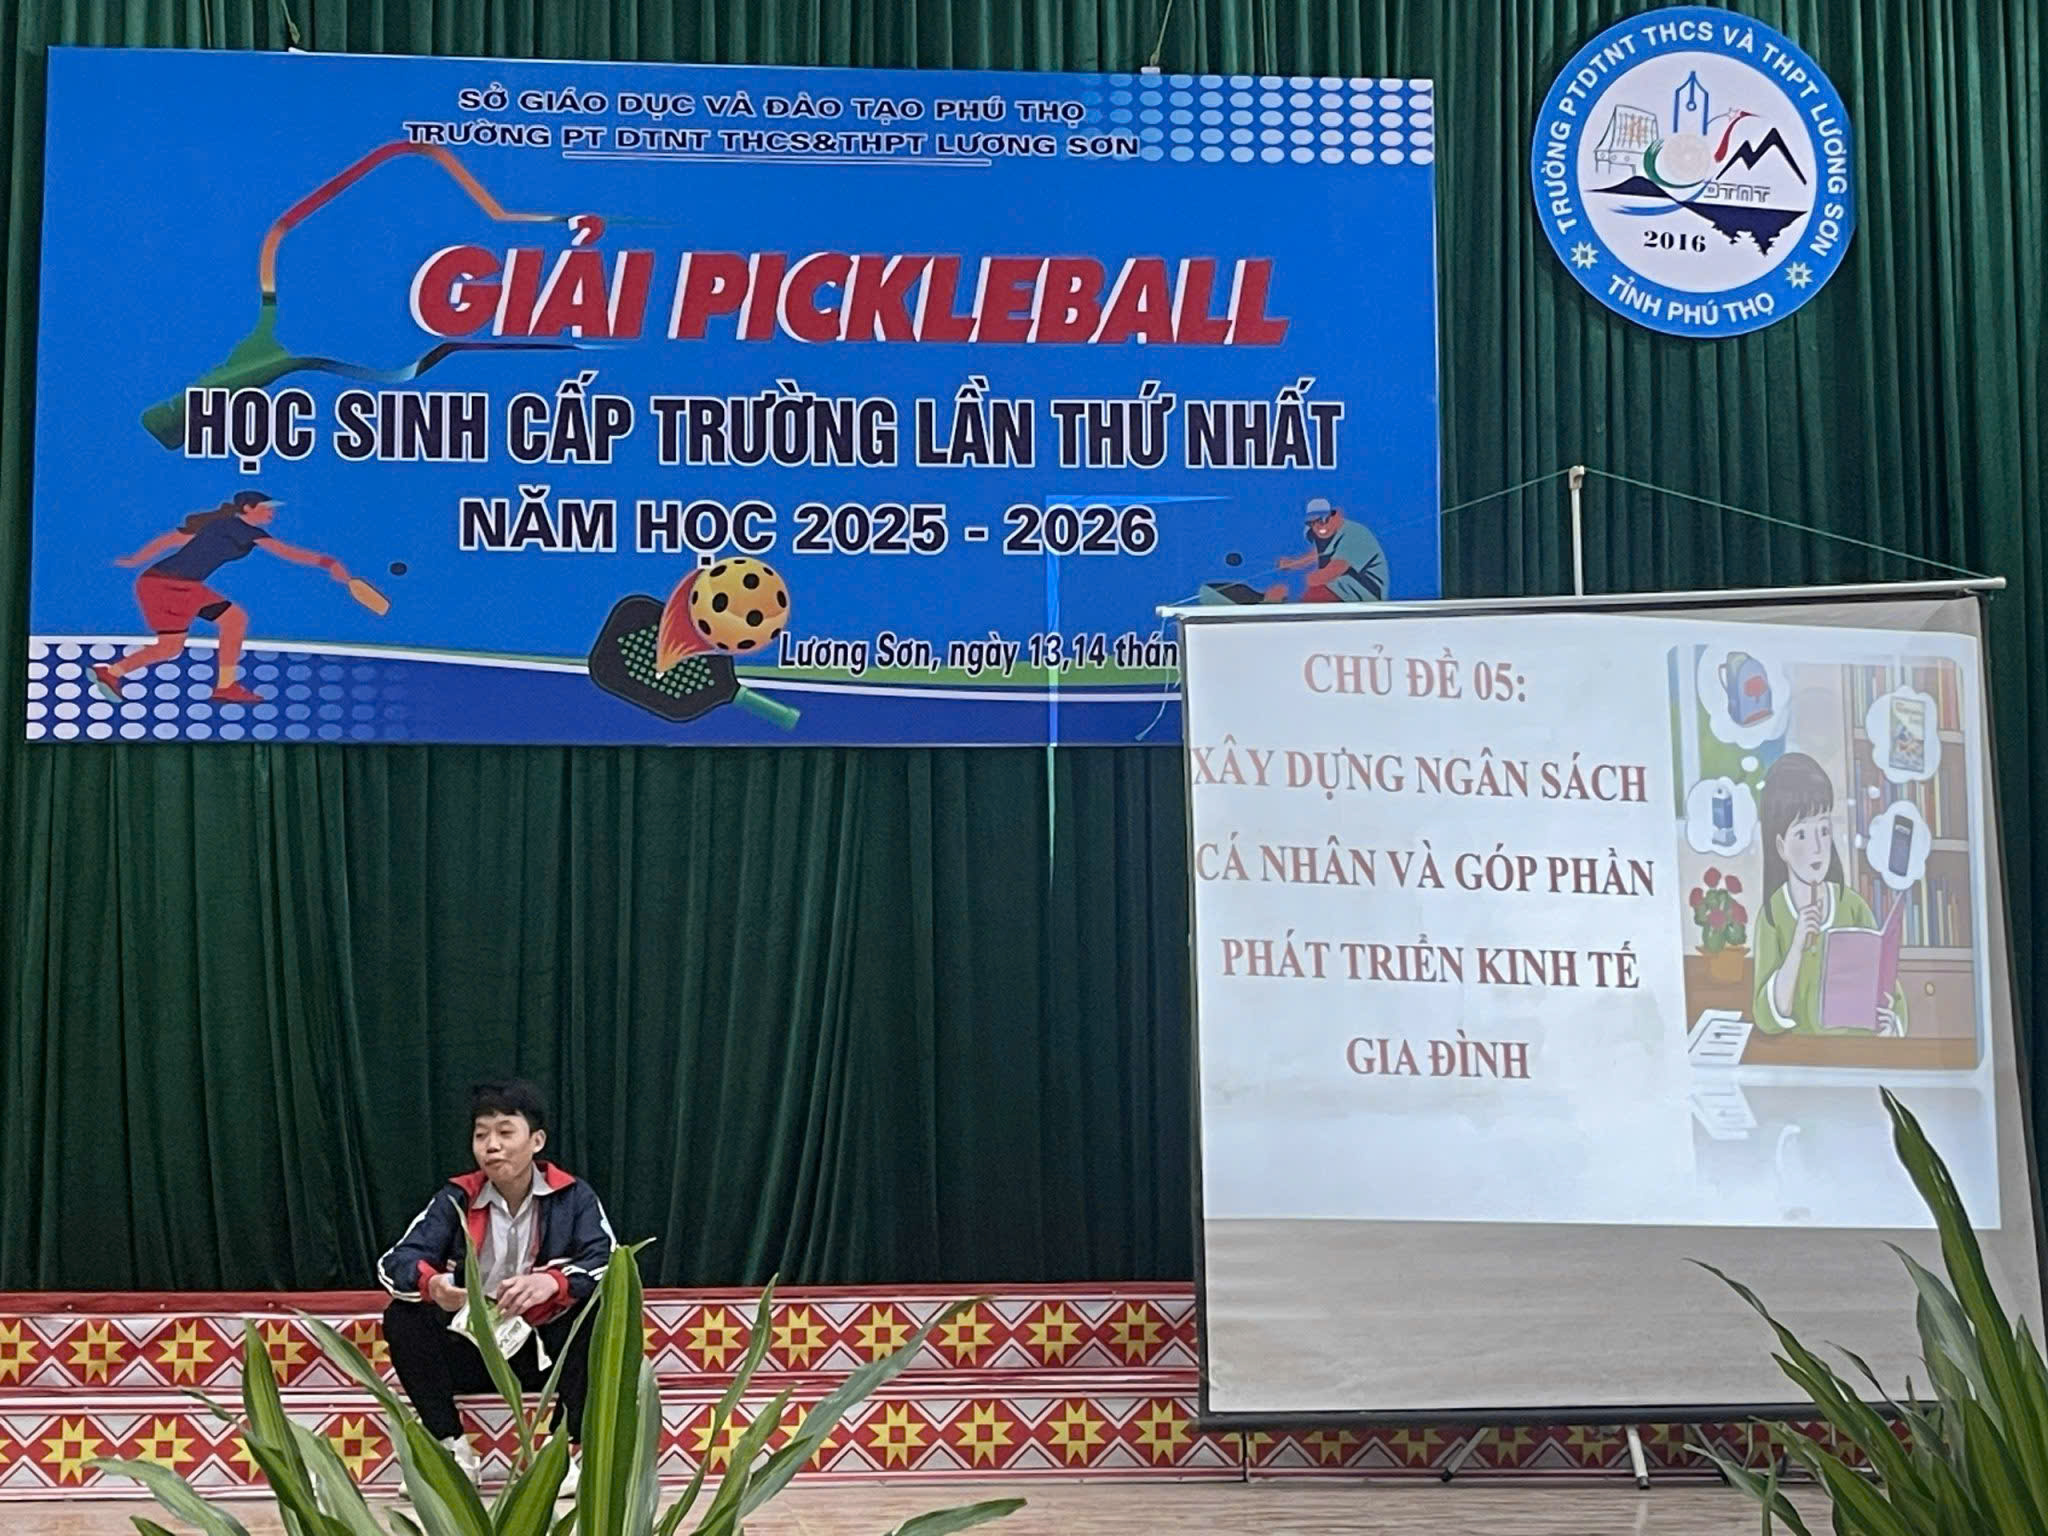 SỞ GIÁO DỤC VÀ ĐÀO TẠO PHÚ THỌ
TRƯỜNG PT DTNT THCS&THPT LƯƠNG SƠN
GIẢI PICKLEBALL
HỌC SINH CẤP TRƯỜNG LẦN THỨ NHẤT
NĂM HỌC 2025 - 2026
Lương Sơn, ngày 13,14 thán
TRƯỜNG PTDTNT THCS VÀ THPT LƯƠNG SƠN
DTNT
2016
TỈNH PHÚ THỌ
CHỦ ĐỀ 05:
XÂY DỰNG NGÂN SÁCH
CÁ NHÂN VÀ GÓP PHẦN
PHÁT TRIỂN KINH TẾ
GIA ĐÌNH